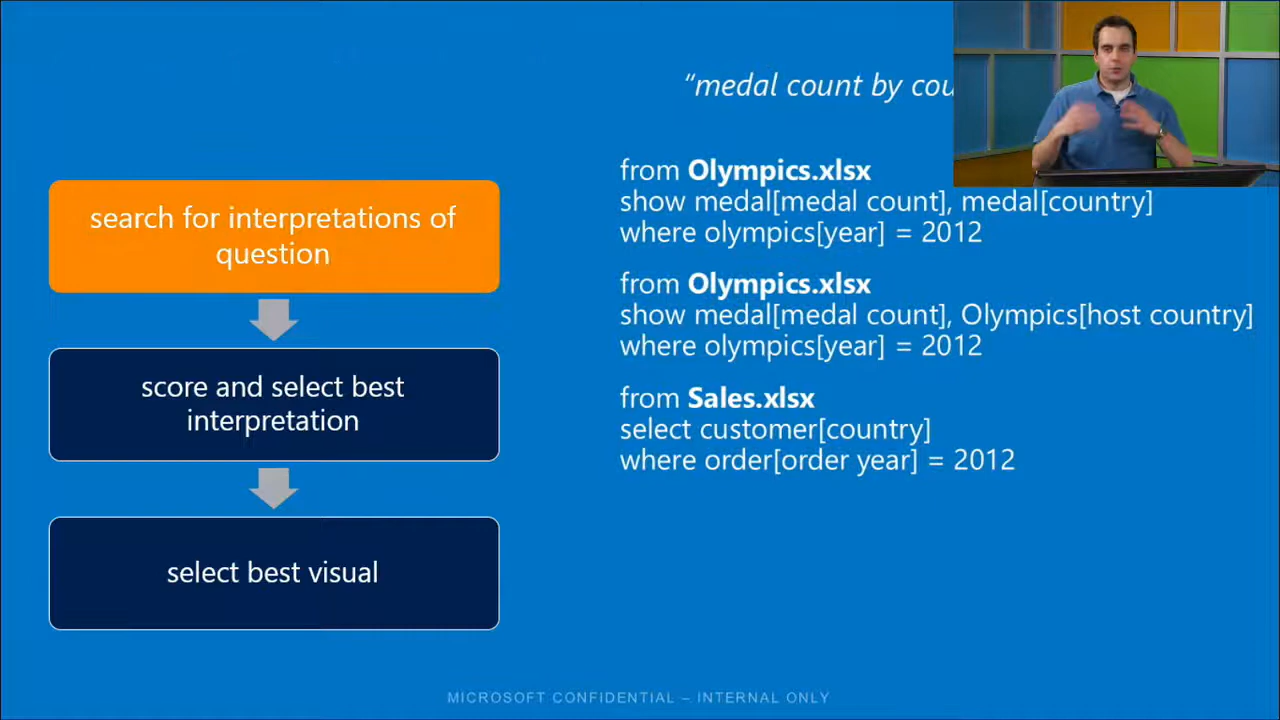 “medal count by
from Olympics.xlsx
show medal[medal count], medal[country]
where olympics[year] = 2012
from Olympics.xlsx
show medal[medal count], Olympics[host country]
where olympics[year] = 2012
from Sales.xlsx
select customer[country]
where order[order year] = 2012
search for interpretations of
question
score and select best
interpretation
select best visual
MICROSOFT CONFIDENTIAL – INTERNAL ONLY